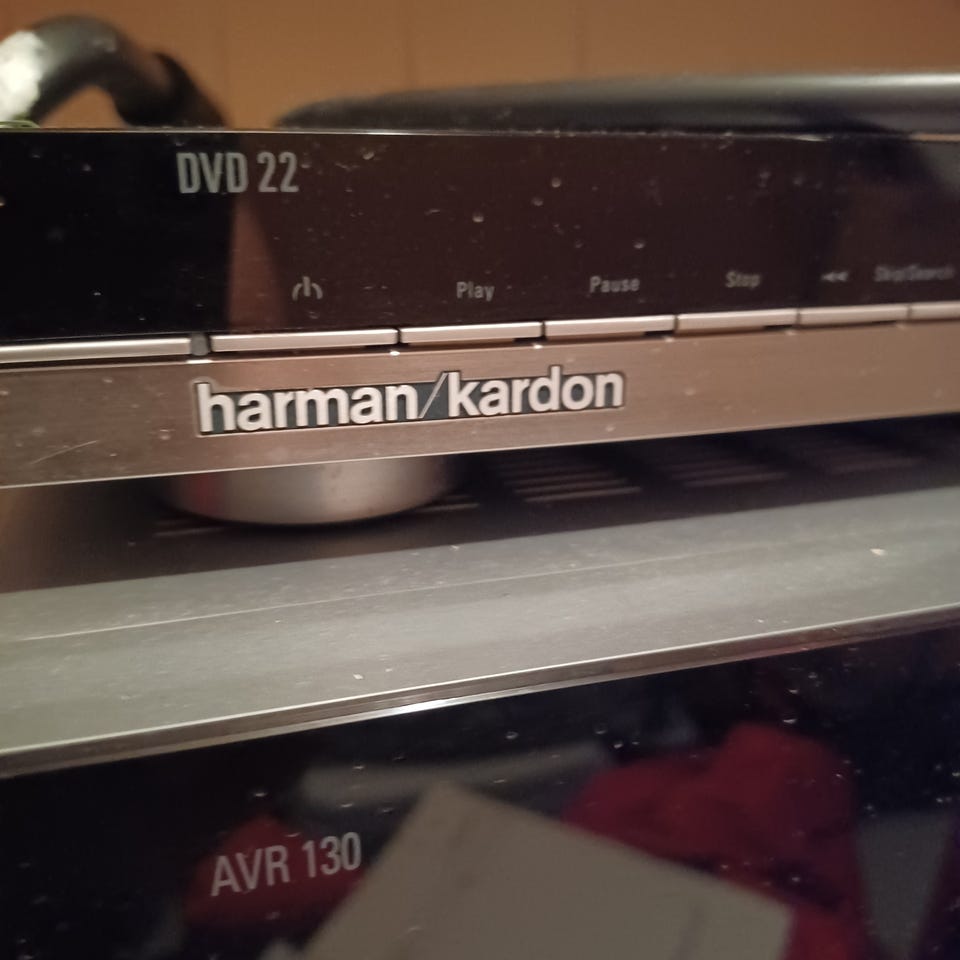 DVD 22
Play Pause Stop Skip/Search
harman/kardon
AVR 130